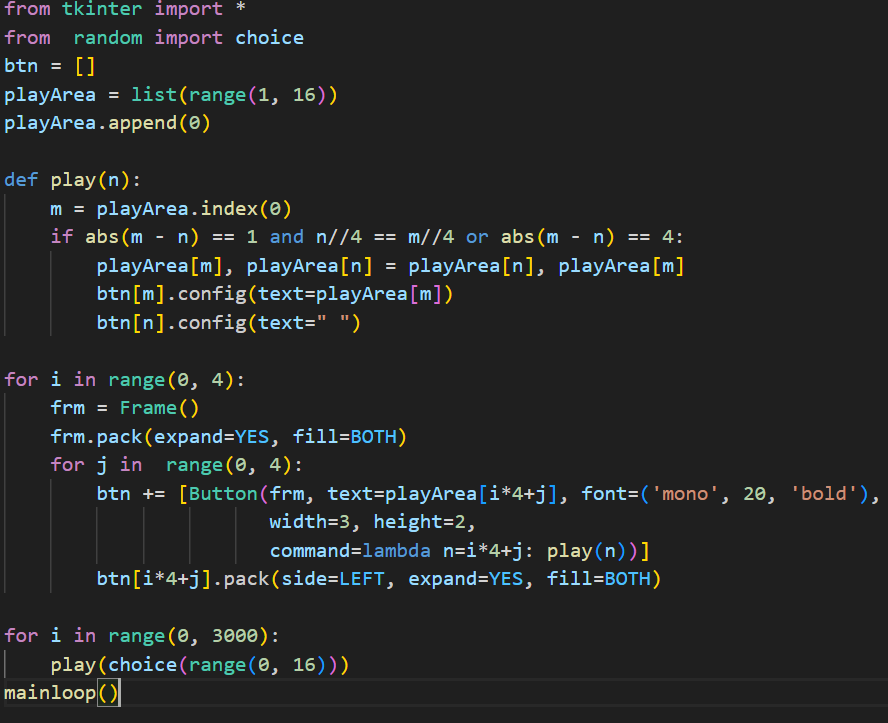 from tkinter import *
from  random import choice
btn = []
playArea = list(range(1, 16))
playArea.append(0)

def play(n):
    m = playArea.index(0)
    if abs(m - n) == 1 and n//4 == m//4 or abs(m - n) == 4:
        playArea[m], playArea[n] = playArea[n], playArea[m]
        btn[m].config(text=playArea[m])
        btn[n].config(text=" ")

for i in range(0, 4):
    frm = Frame()
    frm.pack(expand=YES, fill=BOTH)
    for j in  range(0, 4):
        btn += [Button(frm, text=playArea[i*4+j], font=('mono', 20, 'bold'),
                       width=3, height=2,
                       command=lambda n=i*4+j: play(n))]
        btn[i*4+j].pack(side=LEFT, expand=YES, fill=BOTH)

for i in range(0, 3000):
    play(choice(range(0, 16)))
mainloop()